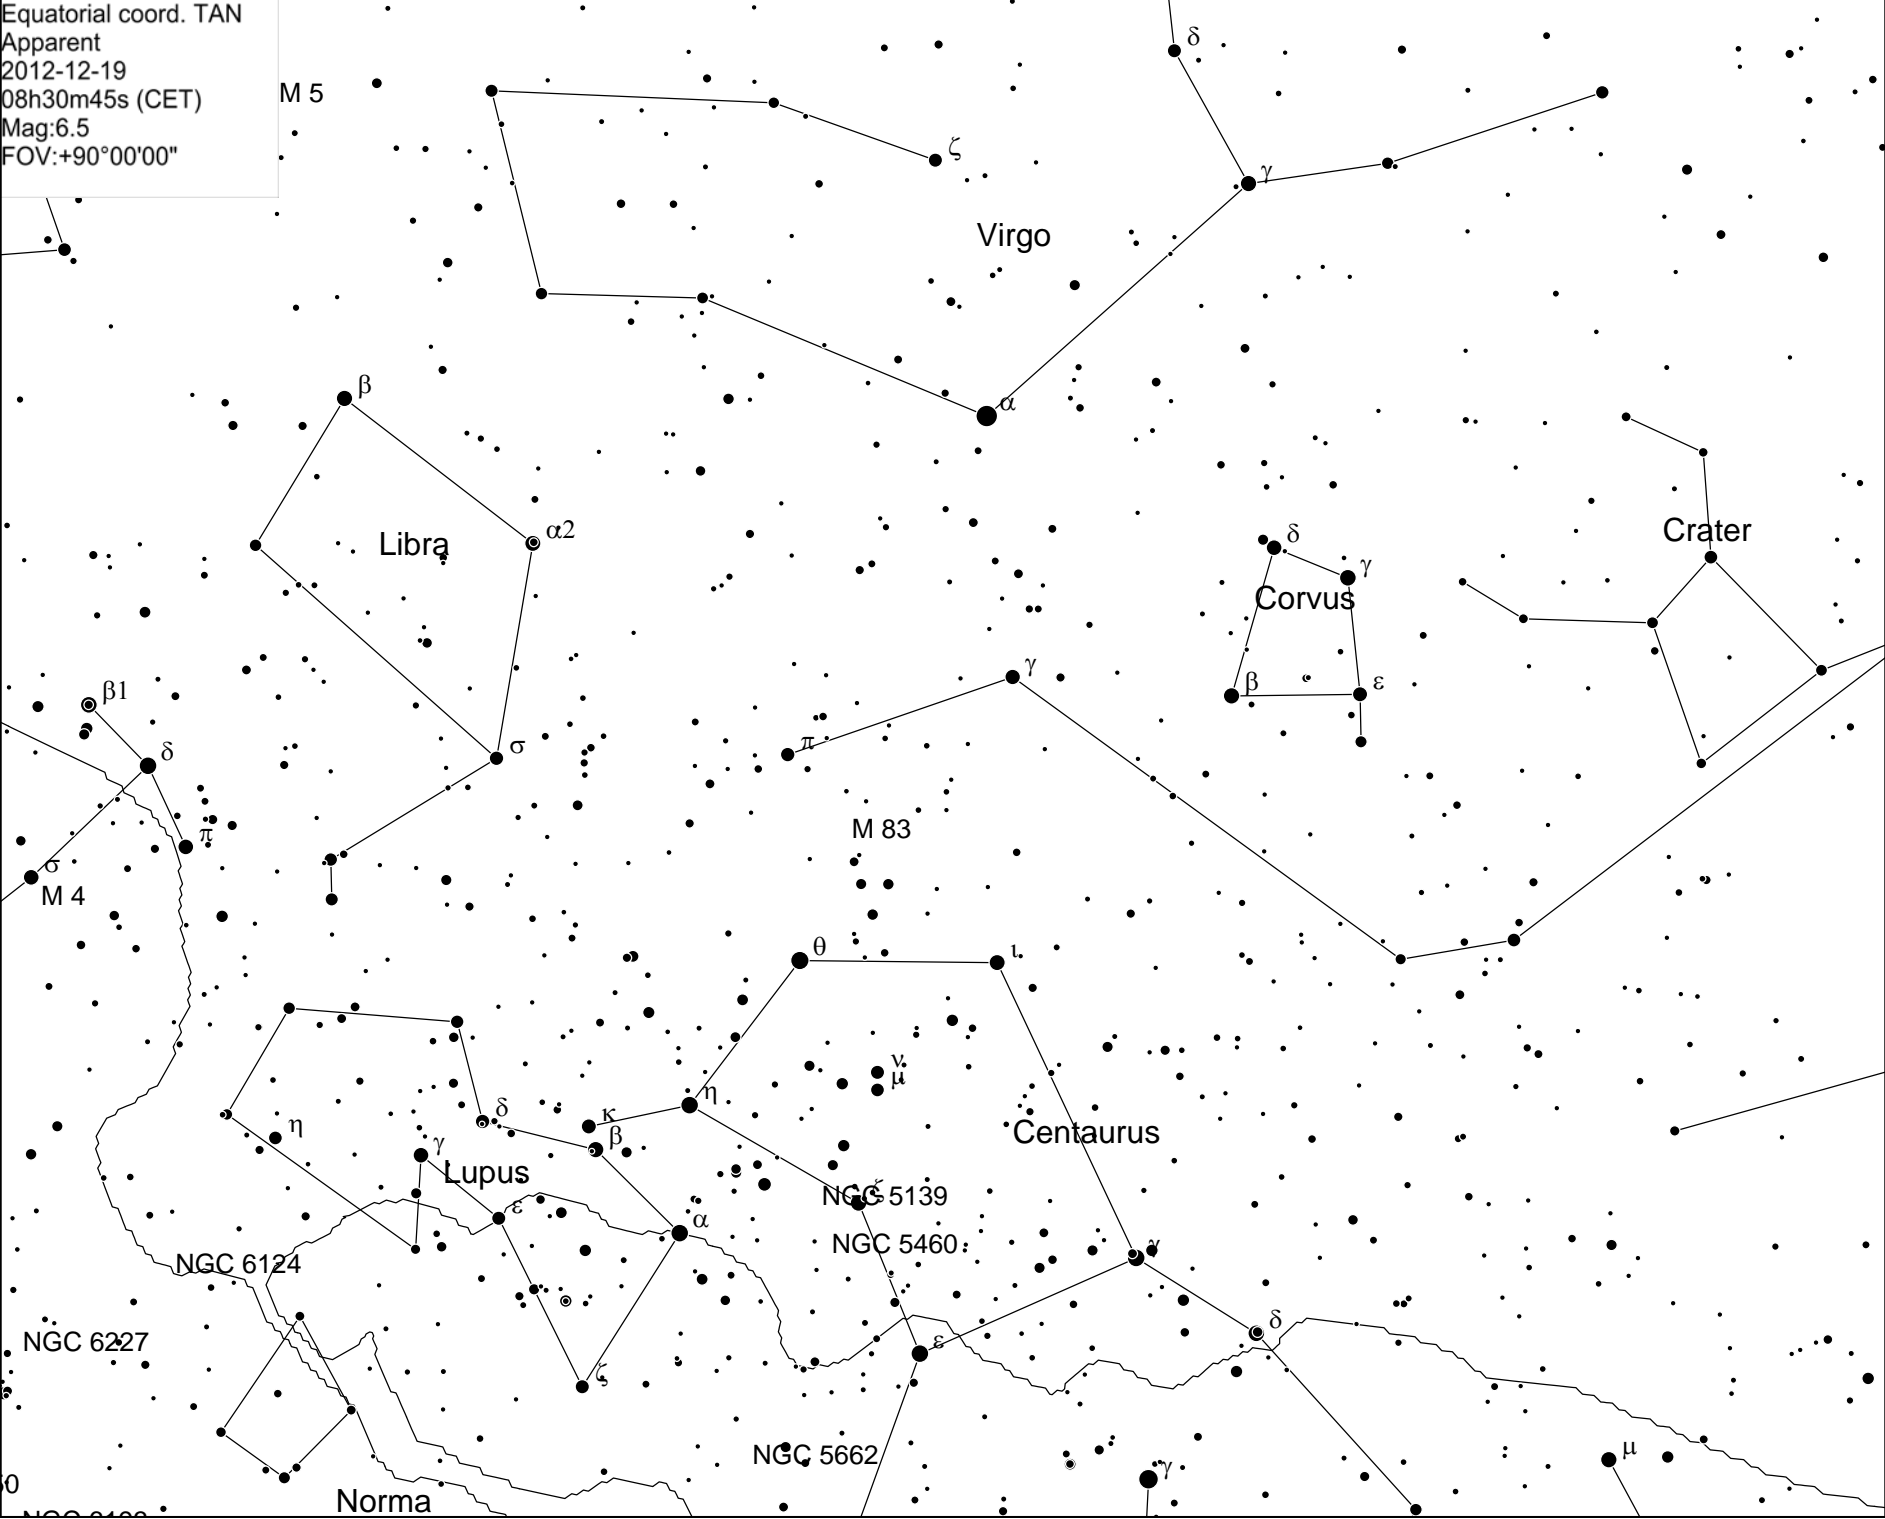 Equatorial coord. TAN
Apparent
2012-12-19
08h30m45s (CET)
Mag:6.5
FOV:+90°00'00"
δ
M 5
ζ
γ
Virgo
β
α
α2
Libra
Crater
δ
γ
Corvus
γ
β
ε
β1
π
σ
δ
M 83
π
σ
M 4
θ
ι
ν
μ
η
δ
κ
η
β
Centaurus
γ
Lupus
ζ
NGC 5139
ε
α
NGC 5460
γ
NGC 6124
δ
NGC 6227
ε
ζ
NGC 5662
μ
γ
Norma